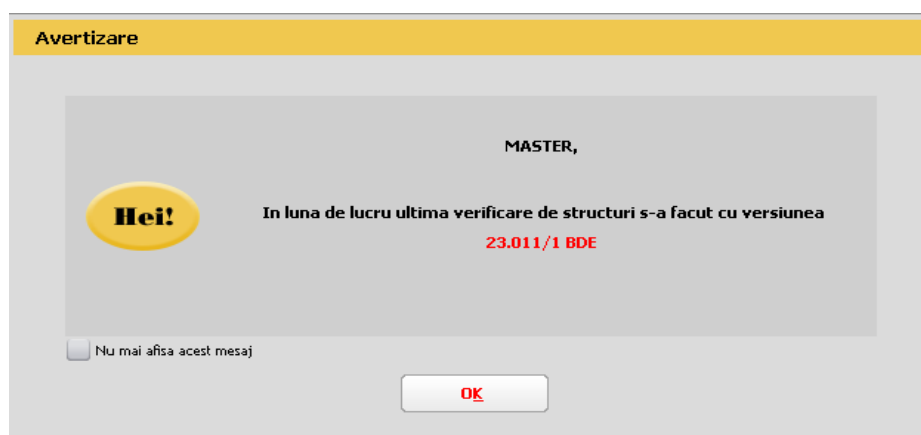 Avertizare
MASTER,
Hei!
In luna de lucru ultima verificare de structuri s-a facut cu versiunea
23.011/1 BDE
Nu mai afisa acest mesaj
OK